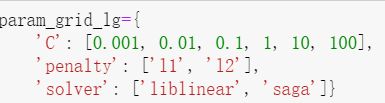 param_grid_lg={
    'C': [0.001, 0.01, 0.1, 1, 10, 100],
    'penalty': ['l1', 'l2'],
    'solver': ['liblinear', 'saga']}